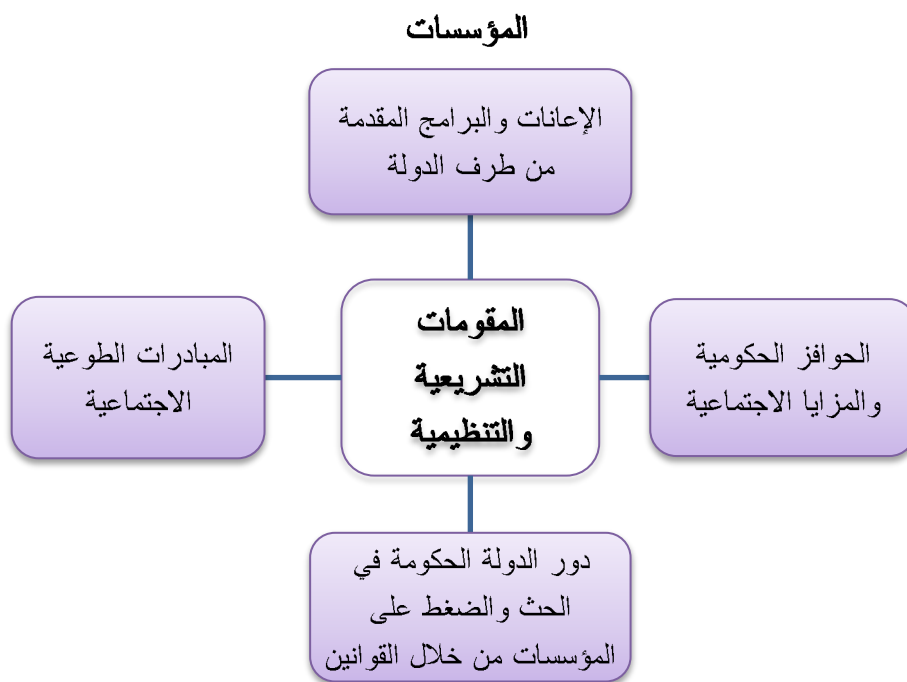 المؤسسات
الإعانات والبرامج المقدمة
من طرف الدولة
الحوافز الحكومية
والمزايا الاجتماعية
المقومات
التشريعية
والتنظيمية
المبادرات الطوعية
الاجتماعية
دور الدولة الحكومة في
الحث والضغط على
المؤسسات من خلال القوانين